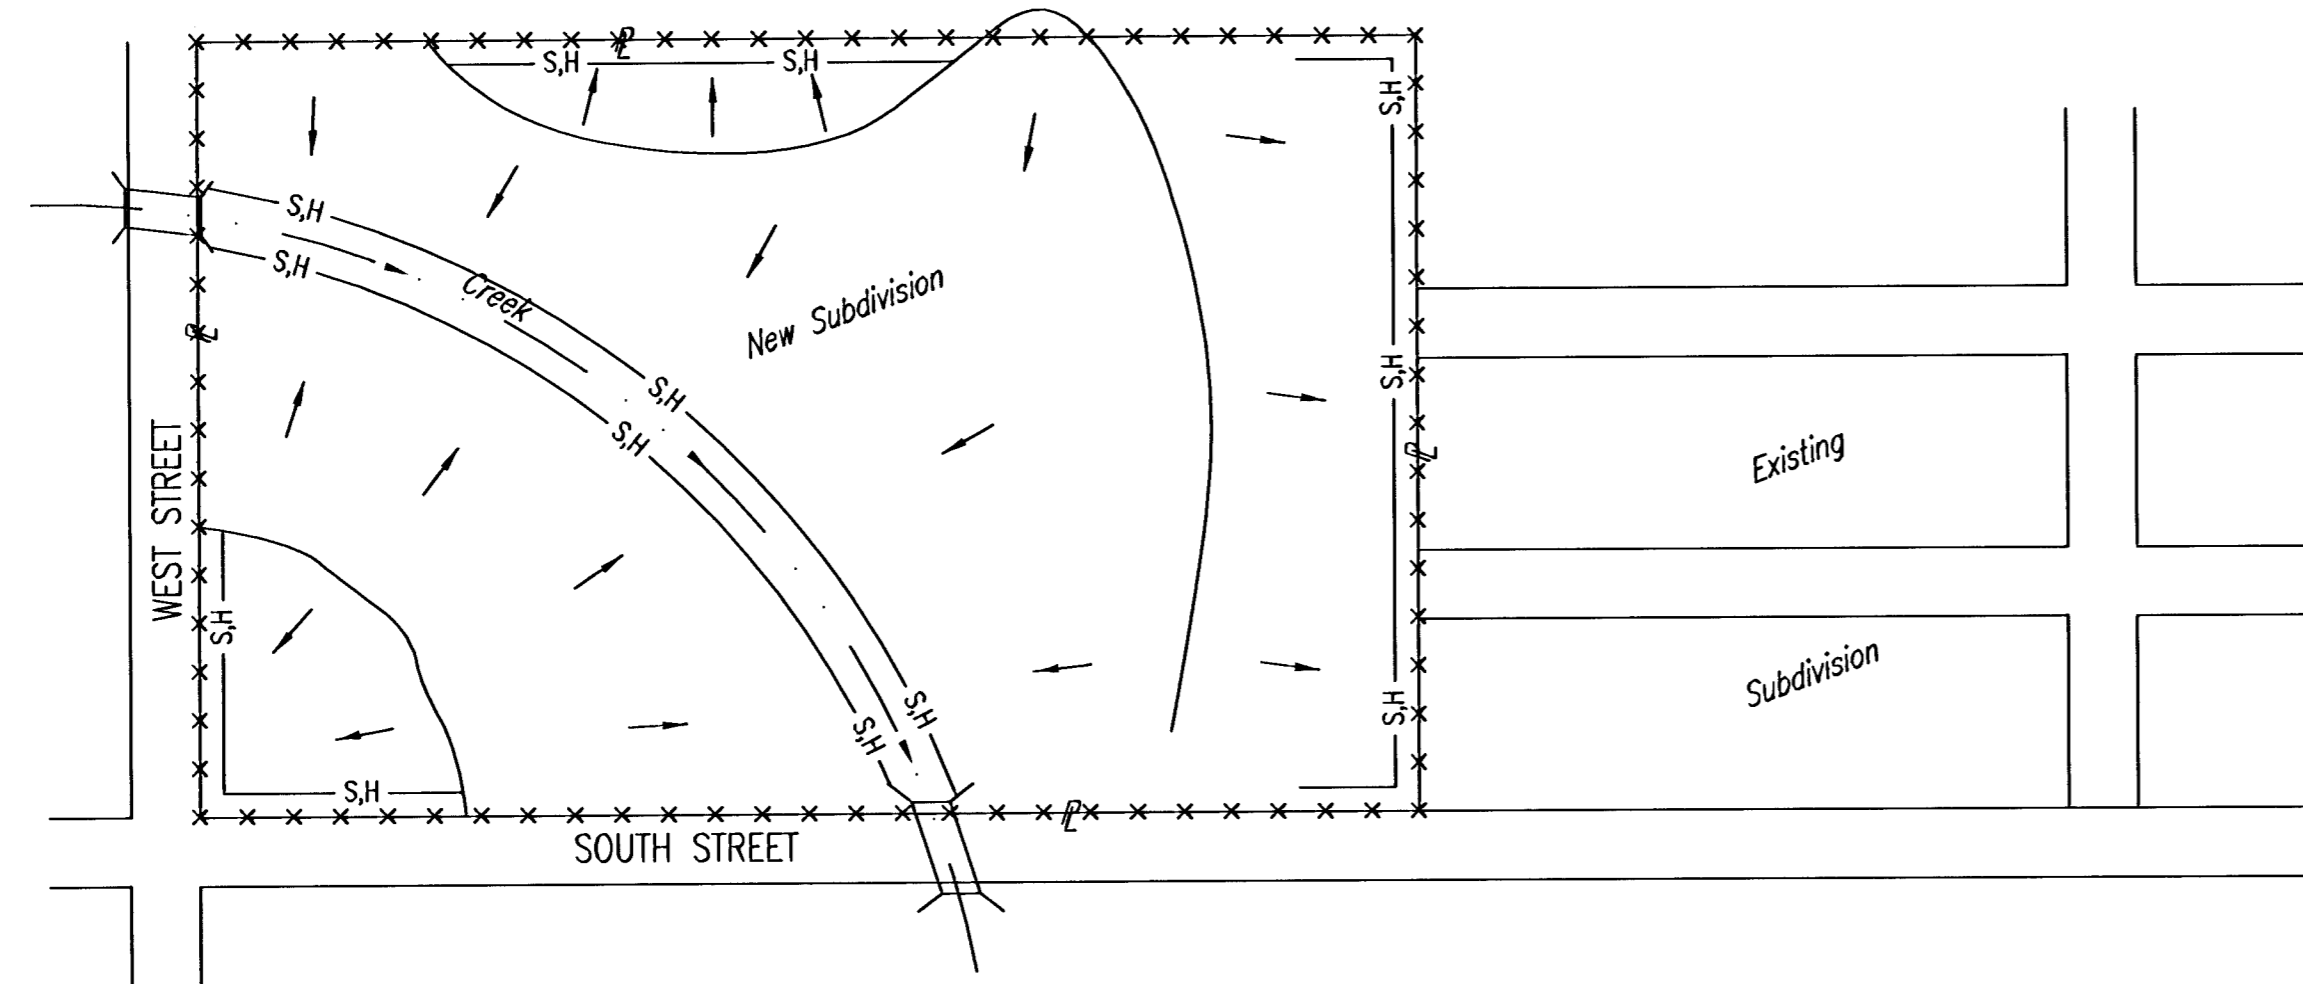 ℄
S,H
S,H
S,H
S,H
S,H
Creek
New Subdivision
℄
S,H
S,H
S,H
℄
Existing
WEST STREET
S,H
Subdivision
S,H
S,H
S,H
S,H
℄
SOUTH STREET